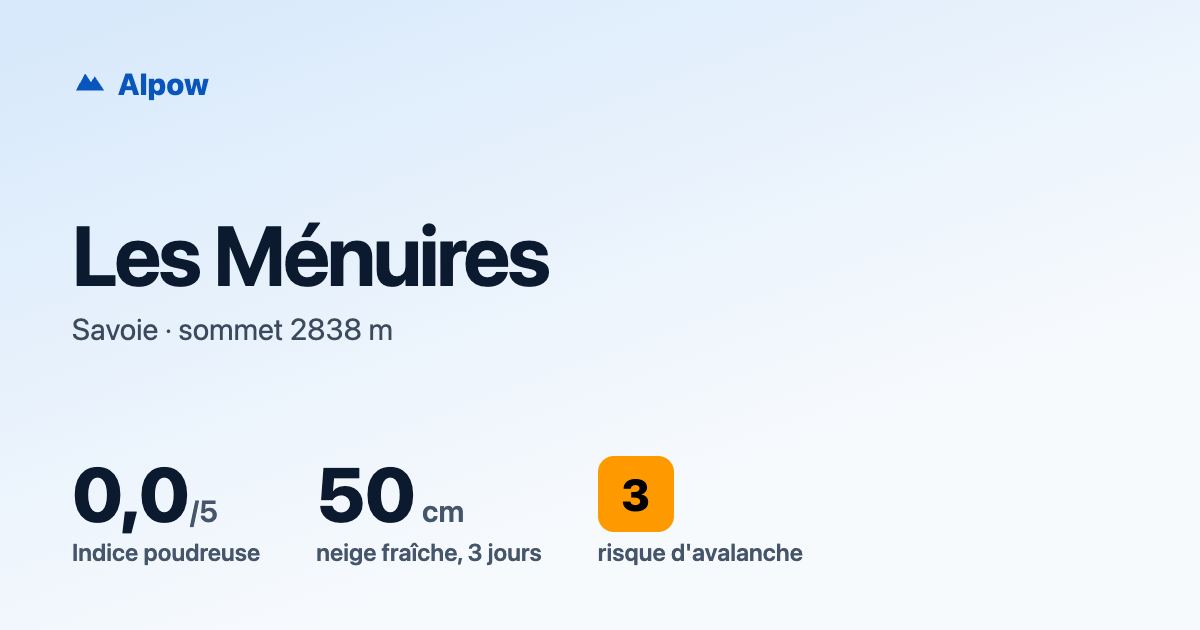 Alpow
Les Ménuires
Savoie · sommet 2838 m
0,0/5
Indice poudreuse
50 cm
neige fraîche, 3 jours
3
risque d'avalanche